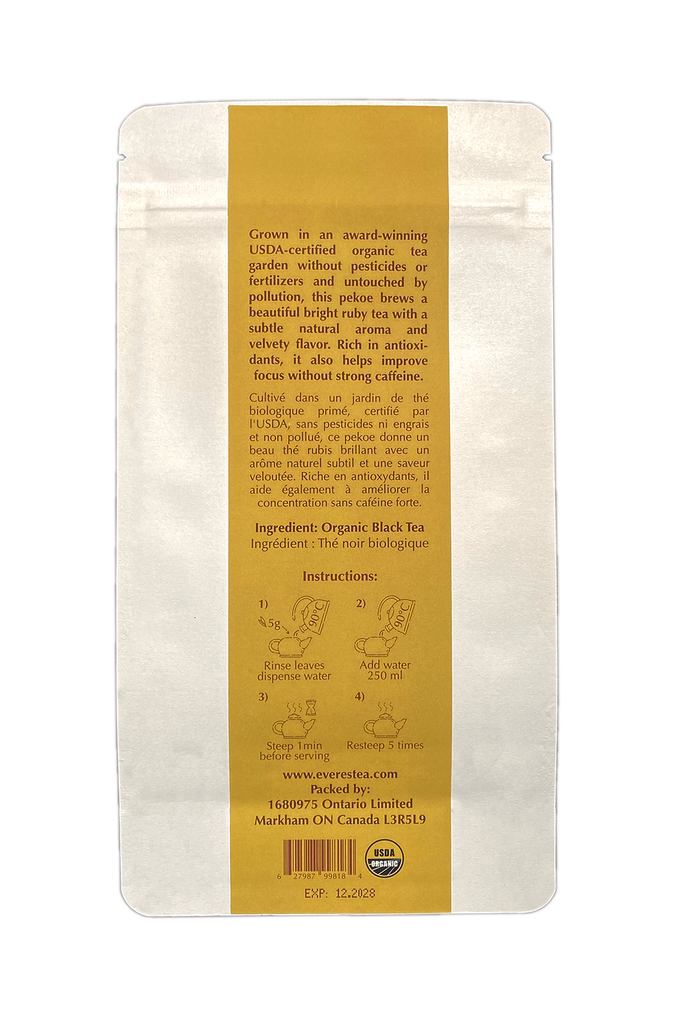 Grown in an award-winning
USDA-certified organic tea
garden without pesticides or
fertilizers and untouched by
pollution, this pekoe brews a
beautiful bright ruby tea with a
subtle natural aroma and
velvety flavor. Rich in antioxi-
dants, it also helps improve
focus without strong caffeine.
Cultivé dans un jardin de thé
biologique primé, certifié par
l'USDA, sans pesticides ni engrais
et non pollué, ce pekoe donne un
beau thé rubis brillant avec un
arôme naturel subtil et une saveur
veloutée. Riche en antioxydants, il
aide également à améliorer la
concentration sans caféine forte.
Ingredient: Organic Black Tea
Ingrédient : Thé noir biologique
Instructions:
1)
5g
90°C
Rinse leaves
dispense water
2)
90°C
Add water
250 ml
3)
Steep 1min
before serving
4)
Resteep 5 times
www.everestea.com
Packed by:
1680975 Ontario Limited
Markham ON Canada L3R5L9
6 27987 99818 4
USDA
ORGANIC
EXP: 12.2028